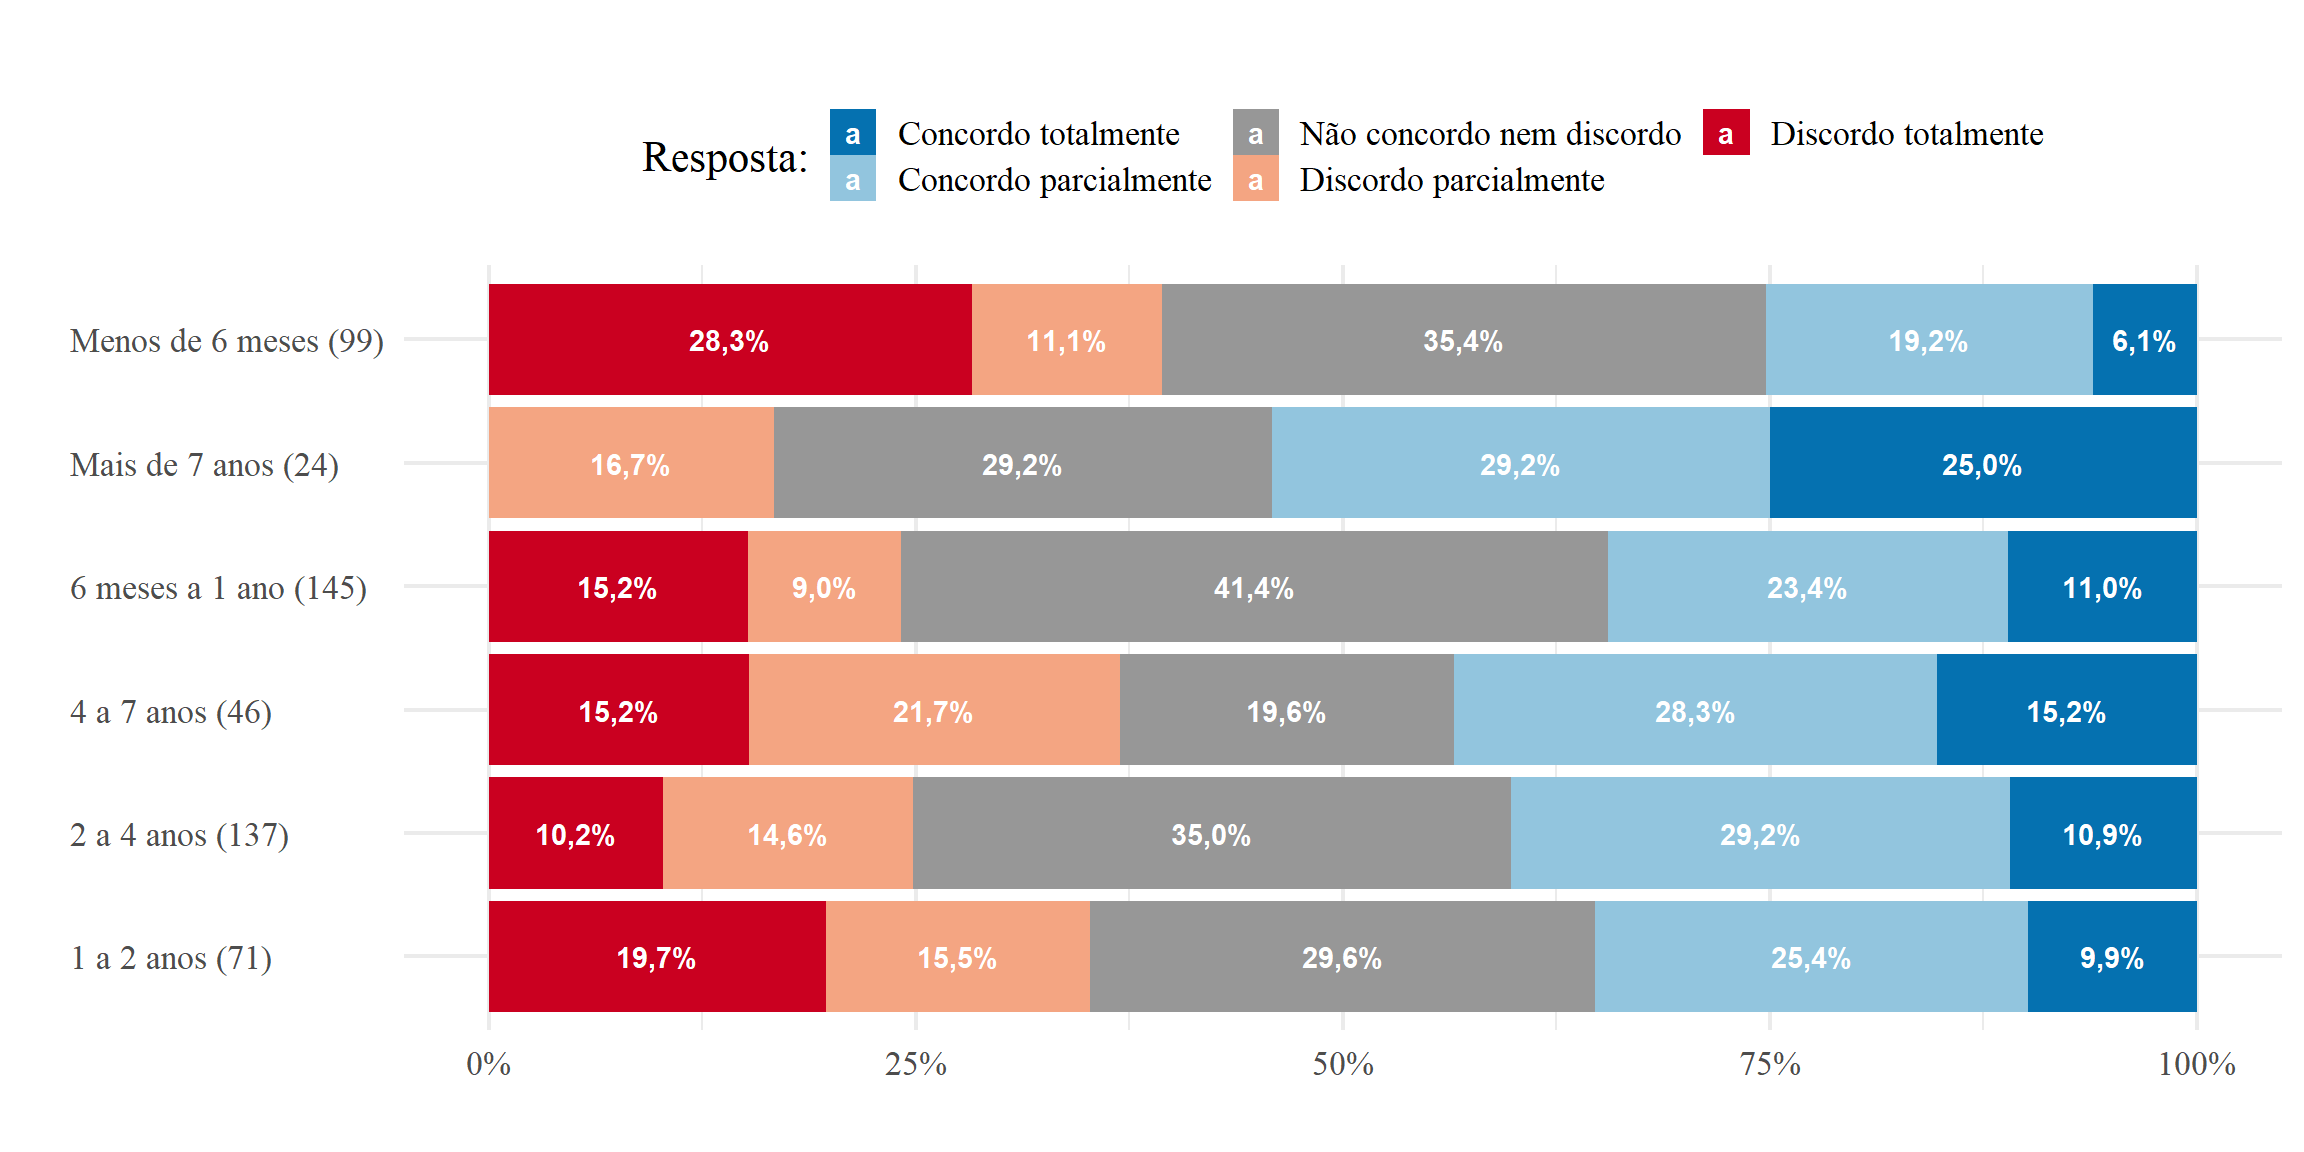 Resposta:
a Concordo totalmente a Não concordo nem discordo a Discordo totalmente
a Concordo parcialmente a Discordo parcialmente
Menos de 6 meses (99) 28,3% 11,1% 35,4% 19,2% 6,1%
Mais de 7 anos (24) 16,7% 29,2% 29,2% 25,0%
6 meses a 1 ano (145) 15,2% 9,0% 41,4% 23,4% 11,0%
4 a 7 anos (46) 15,2% 21,7% 19,6% 28,3% 15,2%
2 a 4 anos (137) 10,2% 14,6% 35,0% 29,2% 10,9%
1 a 2 anos (71) 19,7% 15,5% 29,6% 25,4% 9,9%
0% 25% 50% 75% 100%